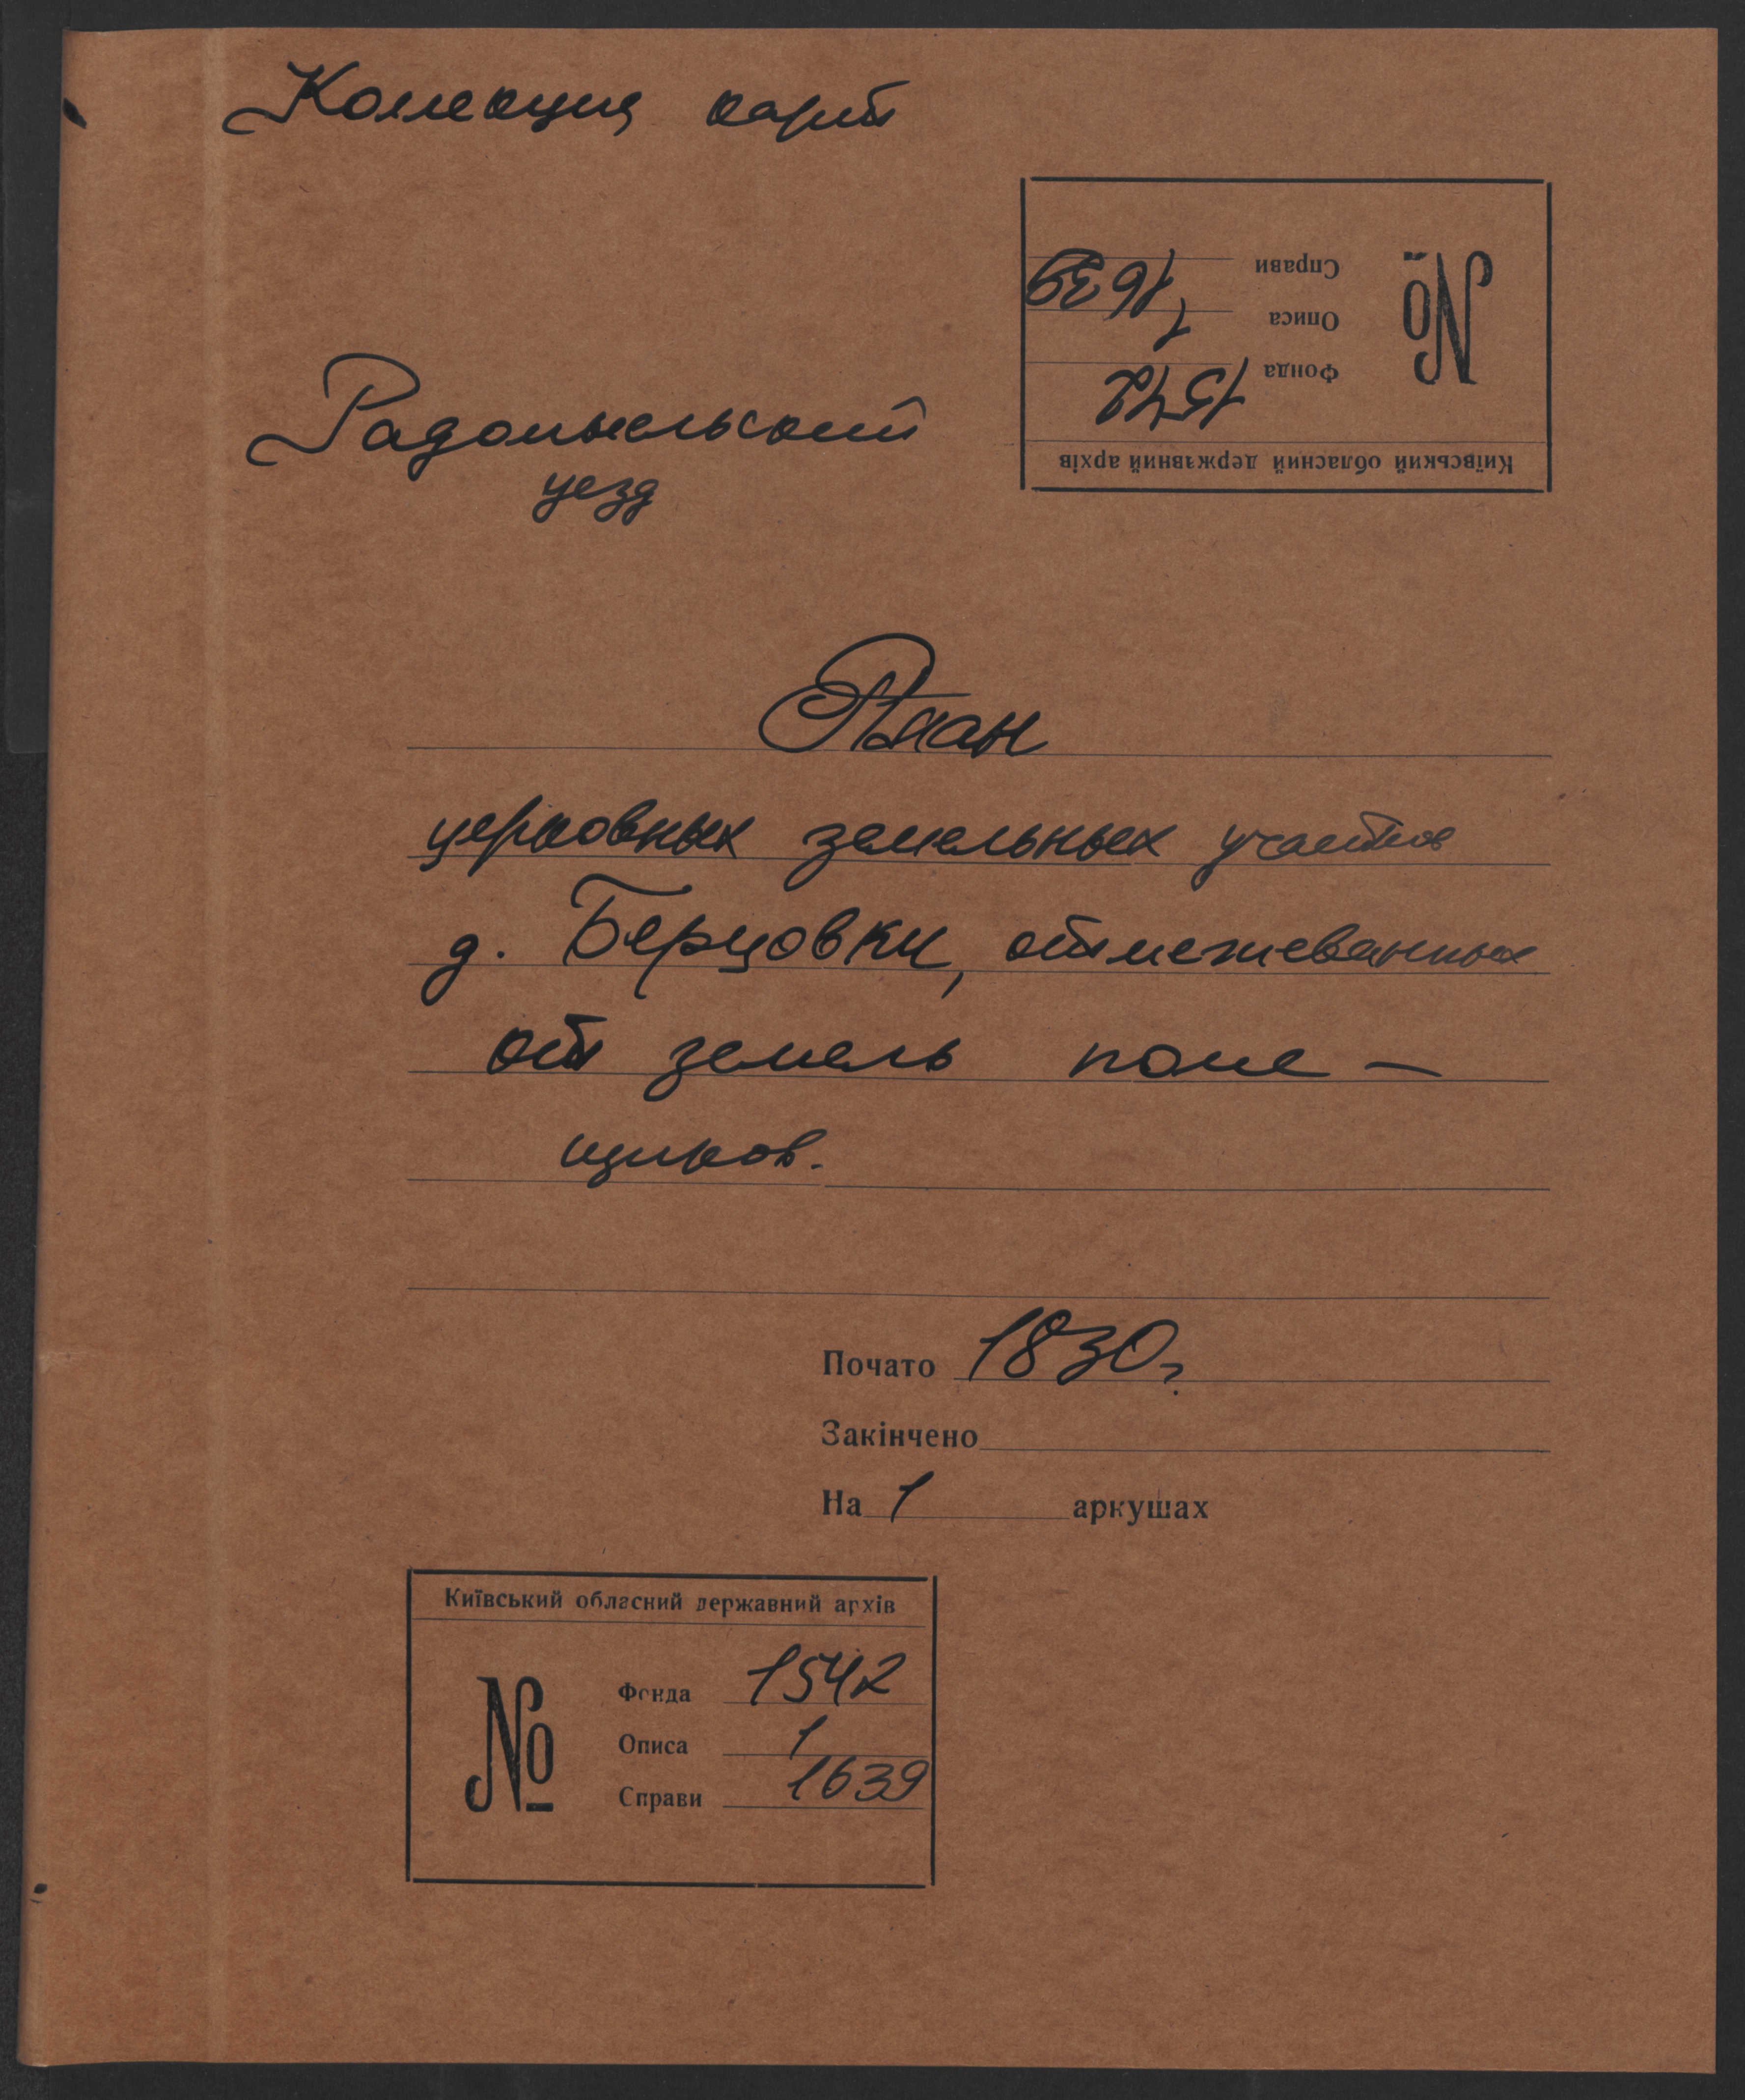 Коллекция карт
Справи 1639
Описа 1
Фонда 1542
Київський обласний державний архів
№
Радомысльский
уезд
План
церковных земельных участков
д. Берцовки, отмежеванных
от земель поме-
щиков.
Почато 1830 г.
Закінчено
На 1 аркушах
Київський обласний державний архів
№
Фонда 1542
Описа 1
Справи 1639